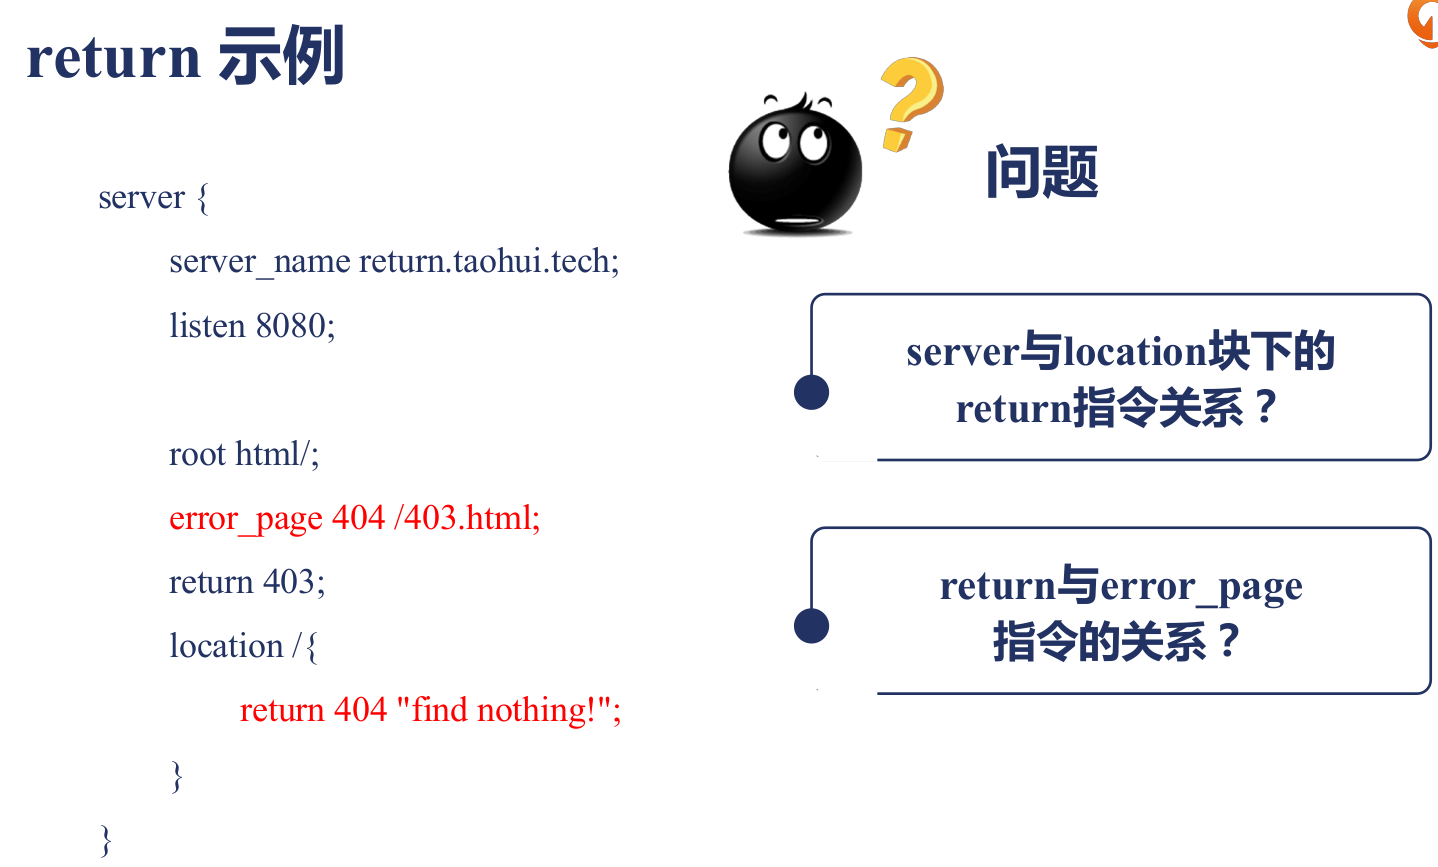 return 示例
server {
server_name return.taohui.tech;
listen 8080;
root html/;
error_page 404 /403.html;
return 403;
location /{
return 404 "find nothing!";
}
}
问题
server与location块下的
return指令关系？
return与error_page
指令的关系？